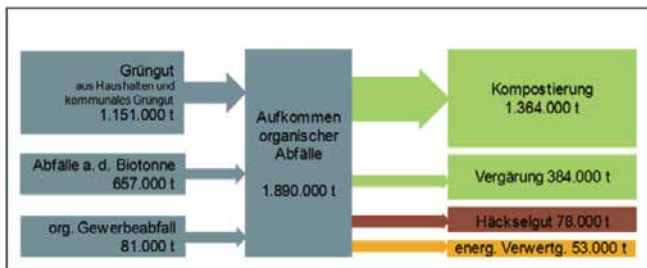 Grüngut
aus Haushalten und
kommunales Grüngut
1.151.000 t
Abfälle a. d. Biotonne
657.000 t
org. Gewerbeabfall
81.000 t
Aufkommen
organischer
Abfälle
1.890.000 t
Kompostierung
1.364.000 t
Vergärung 384.000 t
Häckselgut 78.000 t
energ. Verwertg. 53.000 t